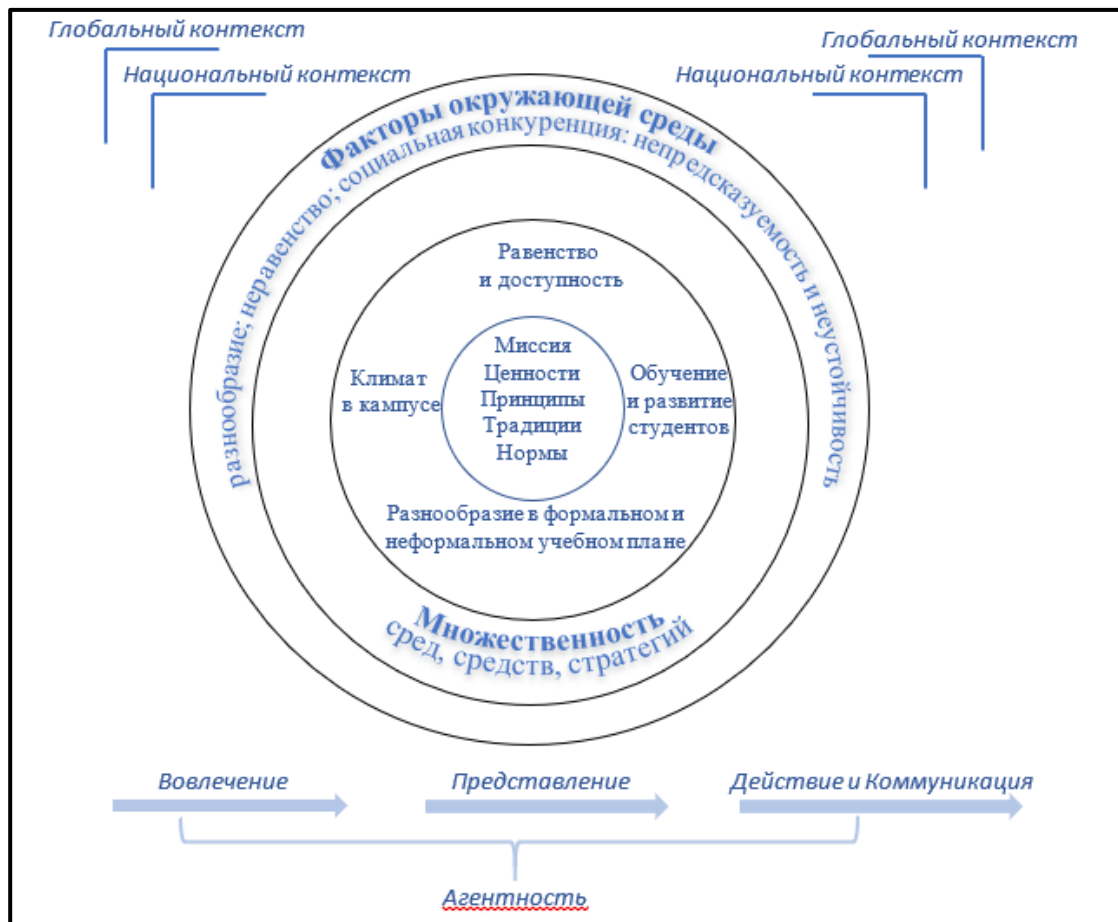 Глобальный контекст
Глобальный контекст
Национальный контекст
Национальный контекст
Факторы окружающей среды
разнообразие; неравенство; социальная конкуренция: непредсказуемость и неустойчивость
Равенство
и доступность
Миссия
Ценности
Принципы
Традиции
Нормы
Климат
в кампусе
Обучение
и развитие
студентов
Разнообразие в формальном и
неформальном учебном плане
Множественность
сред, средств, стратегий
Вовлечение
Представление
Действие и Коммуникация
Агентность